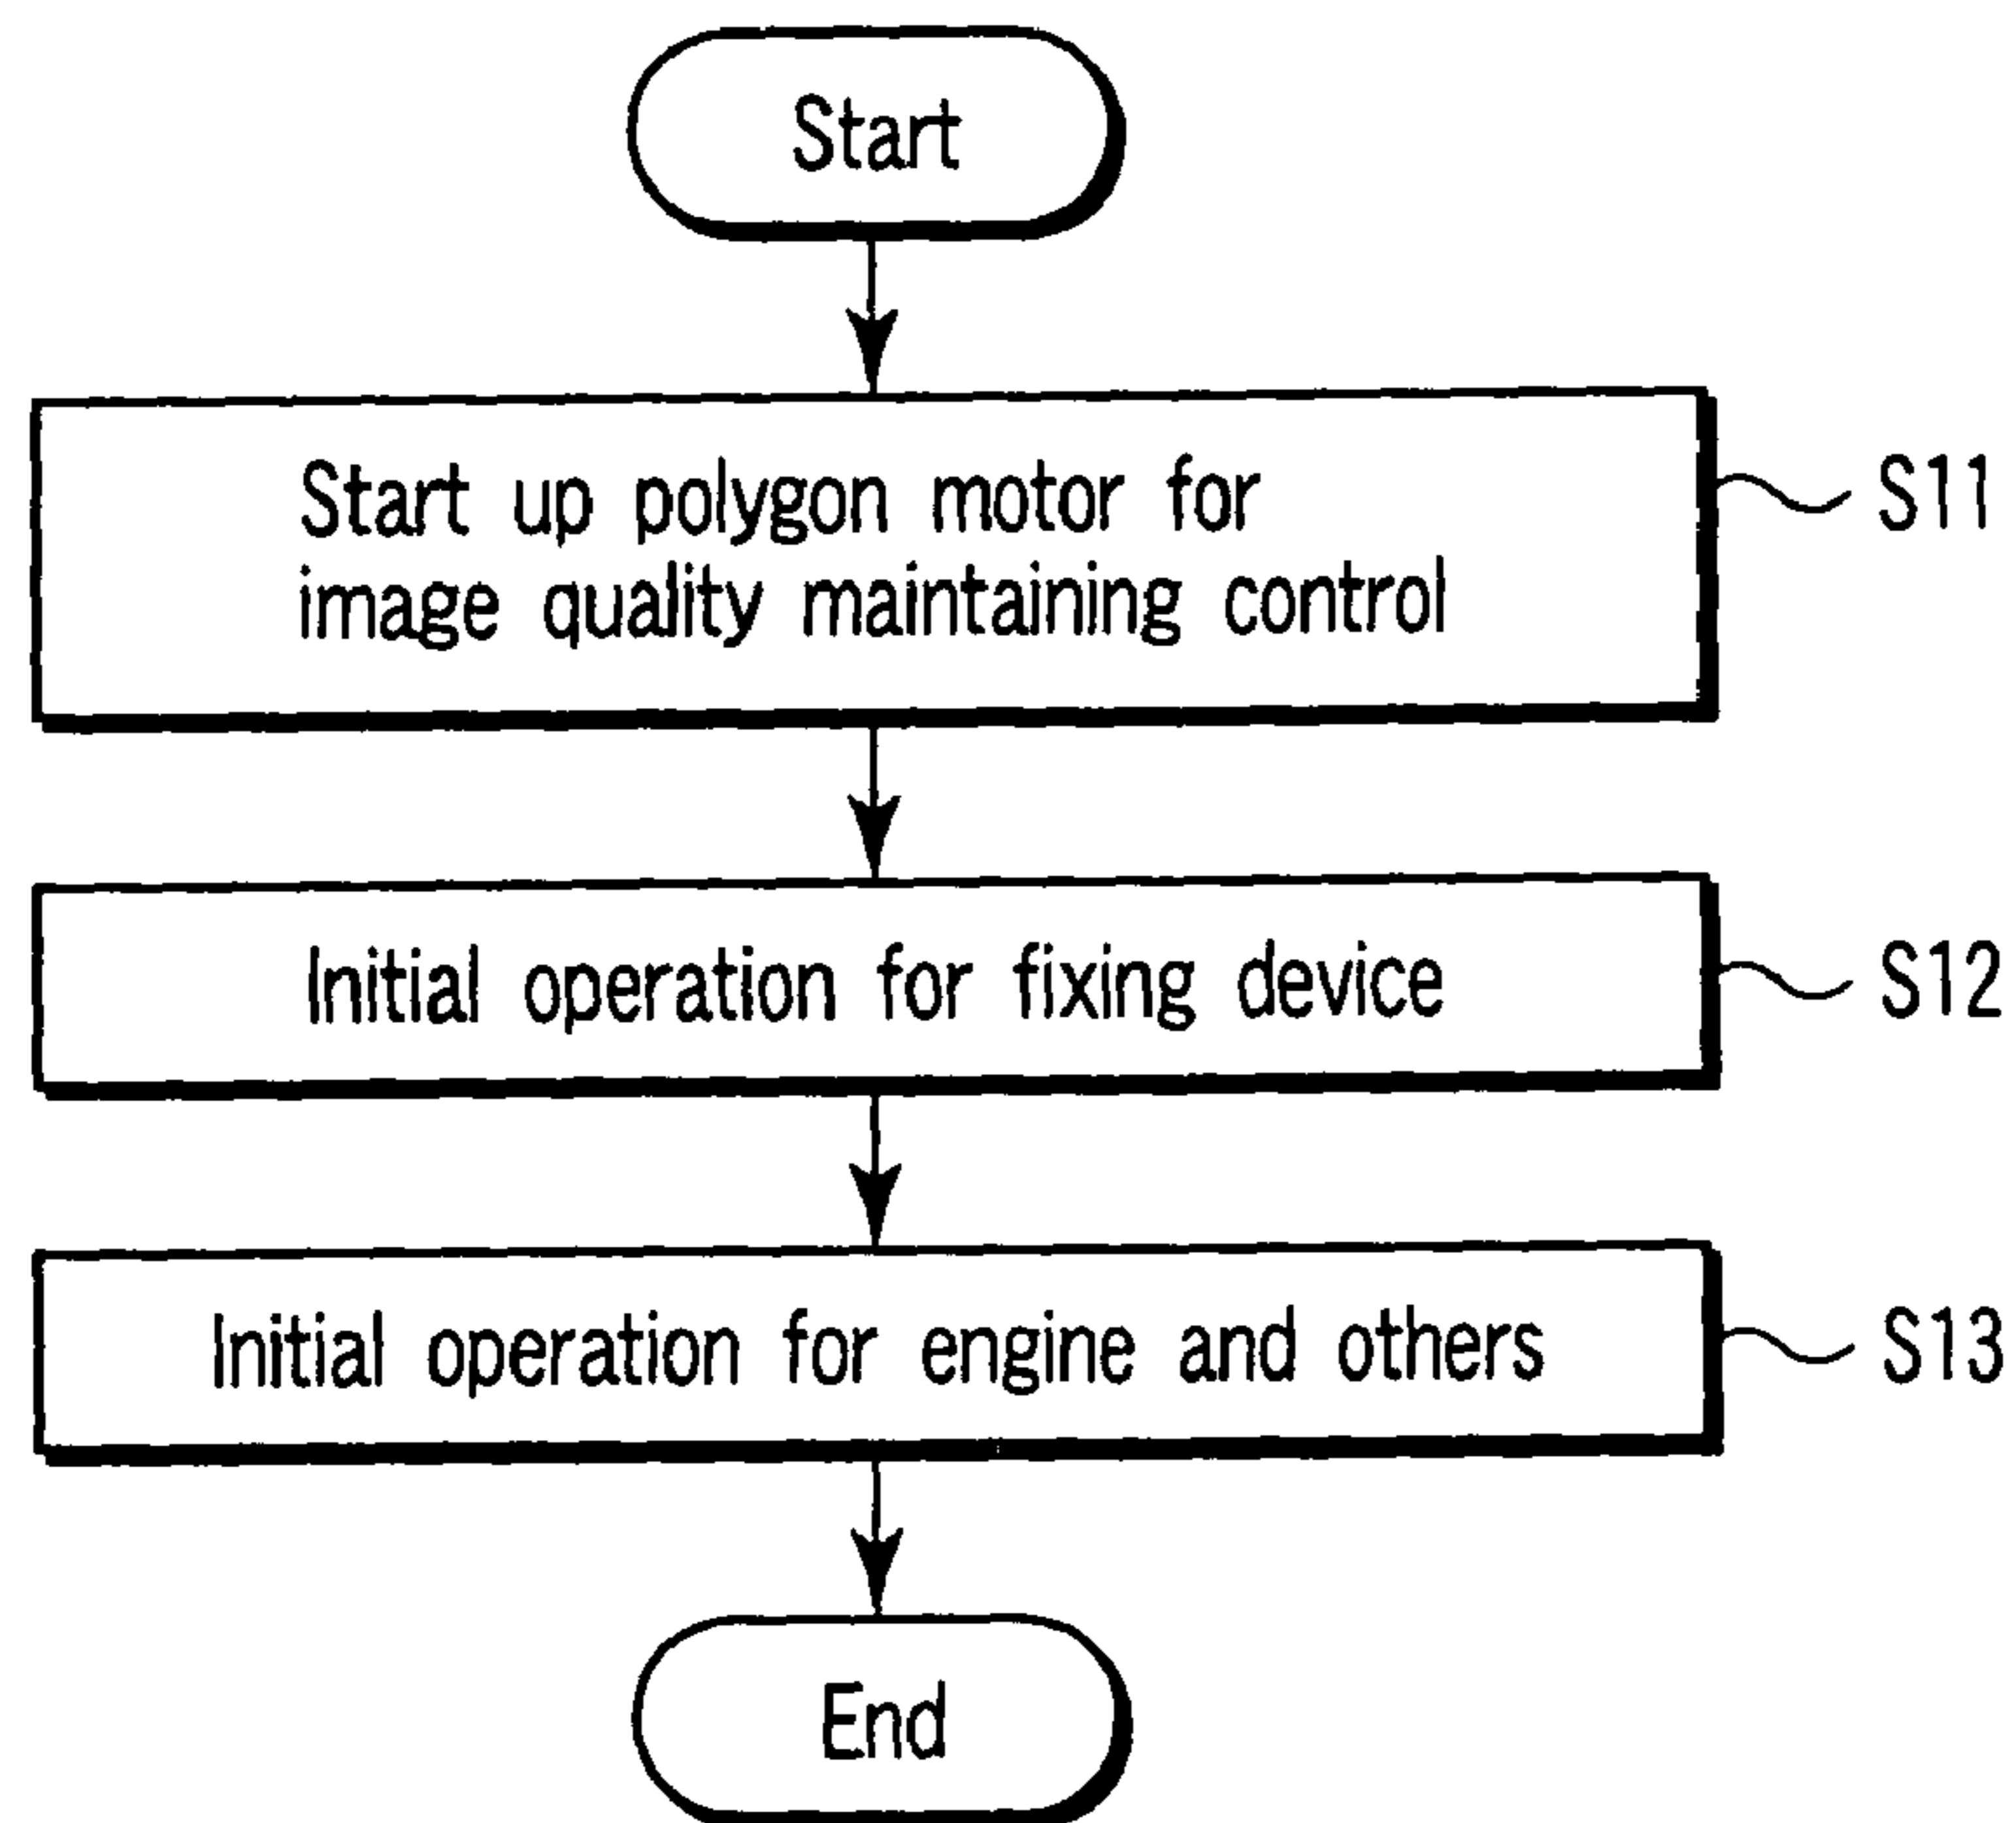 Start
Start up polygon motor for
image quality maintaining control
S11
Initial operation for fixing device
S12
Initial operation for engine and others
S13
End